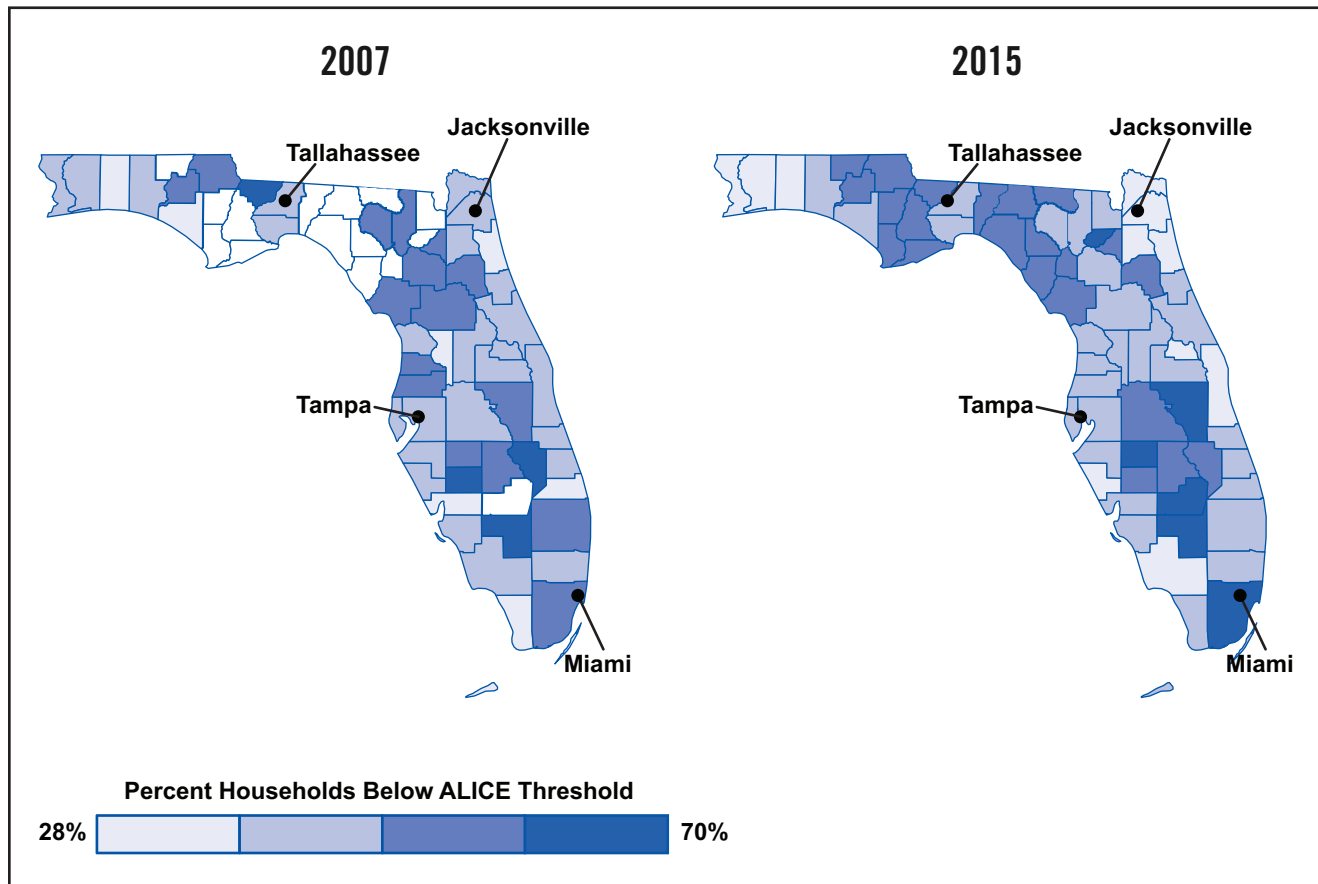 2007
2015
Jacksonville
Tallahassee
Tampa
Miami
Jacksonville
Tallahassee
Tampa
Miami
Percent Households Below ALICE Threshold
28%
70%